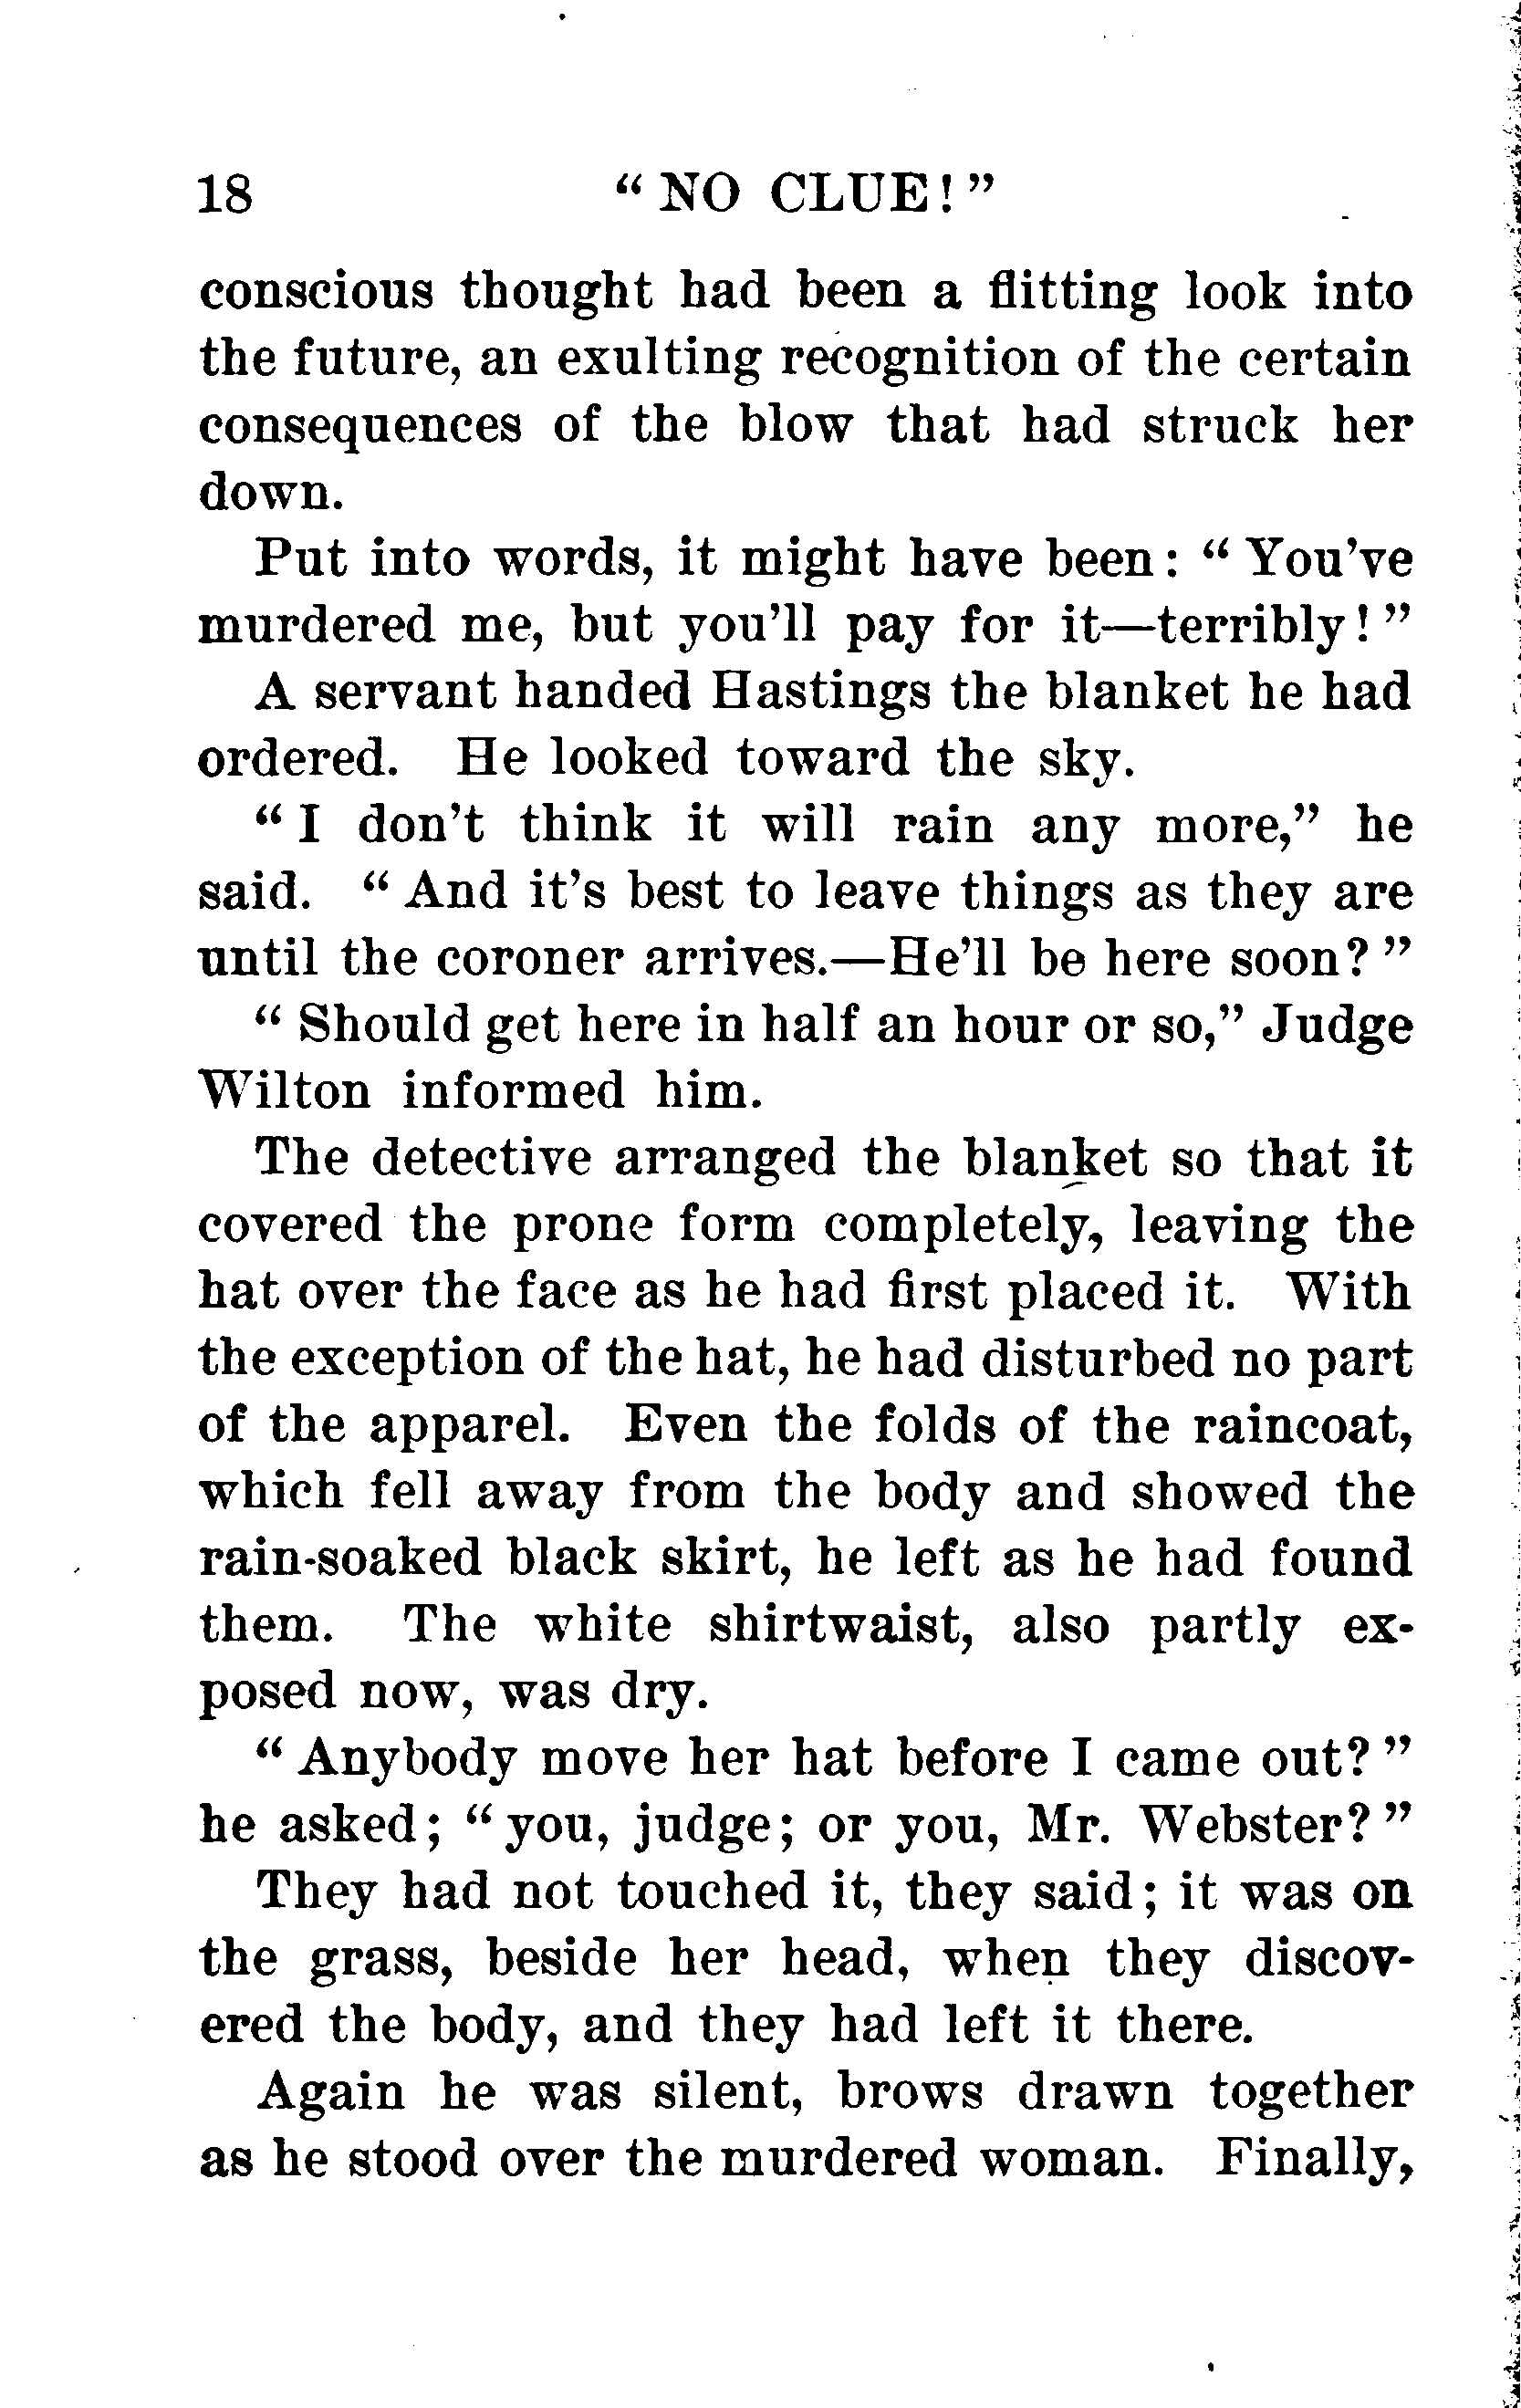 18 “ NO CLUE! ”
conscious thought had been a flitting look into
the future, an exulting recognition of the certain
consequences of the blow that had struck her
down.
Put into words, it might have been: “ You’ve
murdered me, but you’ll pay for it—terribly! ”
A servant handed Hastings the blanket he had
ordered. He looked toward the sky.
“ I don’t think it will rain any more,” he
said. “ And it’s best to leave things as they are
until the coroner arrives.—He’ll be here soon? ”
“ Should get here in half an hour or so,” Judge
Wilton informed him.
The detective arranged the blanket so that it
covered the prone form completely, leaving the
hat over the face as he had first placed it. With
the exception of the hat, he had disturbed no part
of the apparel. Even the folds of the raincoat,
which fell away from the body and showed the
rain-soaked black skirt, he left as he had found
them. The white shirtwaist, also partly ex-
posed now, was dry.
“ Anybody move her hat before I came out? ”
he asked; “ you, judge; or you, Mr. Webster? ”
They had not touched it, they said; it was on
the grass, beside her head, when they discov-
ered the body, and they had left it there.
Again he was silent, brows drawn together
as he stood over the murdered woman. Finally,